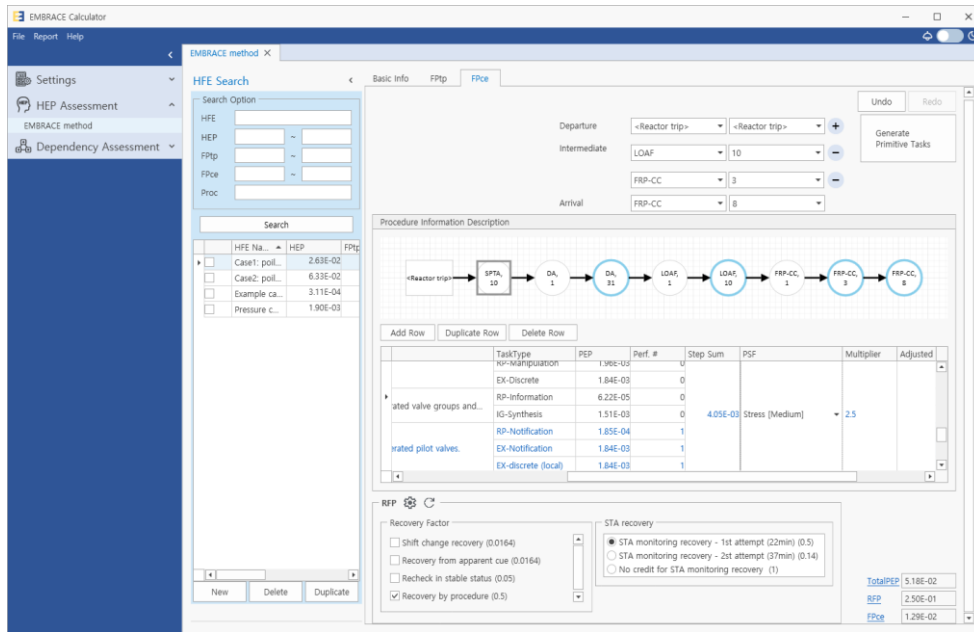 EMBRACE Calculator
File Report Help
EMBRACE method
Settings
HEP Assessment
EMBRACE method
Dependency Assessment
HFE Search
Search Option
HFE
HEP ~
FPtp ~
FPce ~
Proc
Search
HFE Na... HEP FPtp
Case1: poil... 2.63E-02
Case2: poil... 6.33E-02
Example ca... 3.11E-04
Pressure c... 1.90E-03
New Delete Duplicate
Basic Info FPtp FPce
Undo Redo
Generate
Primitive Tasks
Departure <Reactor trip> <Reactor trip>
Intermediate LOAF 10
FRP-CC 3
Arrival FRP-CC 8
Procedure Information Description
<Reactor trip>
SPTA,
10
DA,
1
DA,
31
LOAF,
1
LOAF,
10
FRP-CC,
1
FRP-CC,
3
FRP-CC,
8
Add Row Duplicate Row Delete Row
TaskType PEP Perf. # Step Sum PSF Multiplier Adjusted
RP-Manipulation 1.96E-03 0
EX-Discrete 1.84E-03 0
RP-Information 6.22E-05 0
ated valve groups and... IG-Synthesis 1.51E-03 0 4.05E-03 Stress [Medium] 2.5
RP-Notification 1.85E-04 1
erated pilot valves. EX-Notification 1.84E-03 1
EX-discrete (local) 1.84E-03 1
RFP
Recovery Factor
Shift change recovery (0.0164)
Recovery from apparent cue (0.0164)
Recheck in stable status (0.05)
Recovery by procedure (0.5)
STA recovery
STA monitoring recovery - 1st attempt (22min) (0.5)
STA monitoring recovery - 2st attempt (37min) (0.14)
No credit for STA monitoring recovery (1)
TotalPEP 5.18E-02
RFP 2.50E-01
FPce 1.29E-02